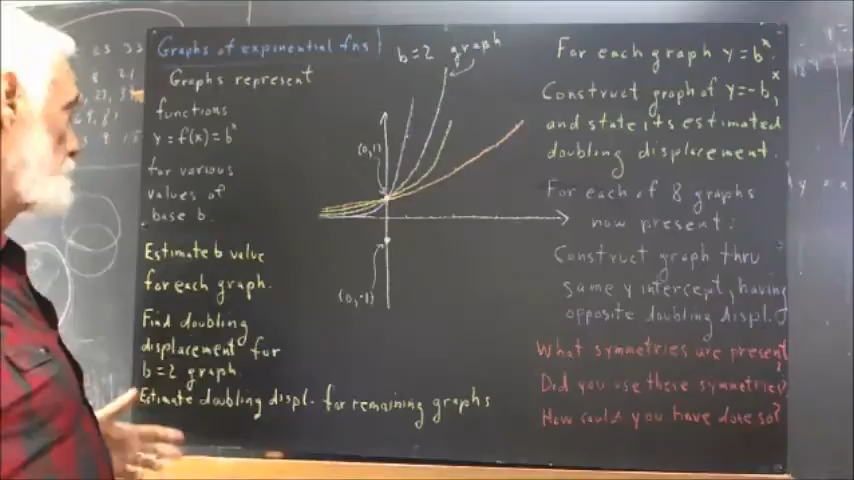 Graphs of exponential fns
Graphs represent
functions
y = f(x) = b^x
for various
values of
base b.
Estimate b value
for each graph.
Find doubling
displacement for
b = 2 graph.
Estimate doubling displ. for remaining graphs
b = 2 graph
(0,1)
(0,-1)
For each graph y = b^x,
Construct graph of y = -b^x,
and state its estimated
doubling displacement.
For each of 8 graphs
now present:
Construct graph thru
same y intercept, having
opposite doubling displ.
What symmetries are present?
Did you use these symmetries?
How could you have done so?